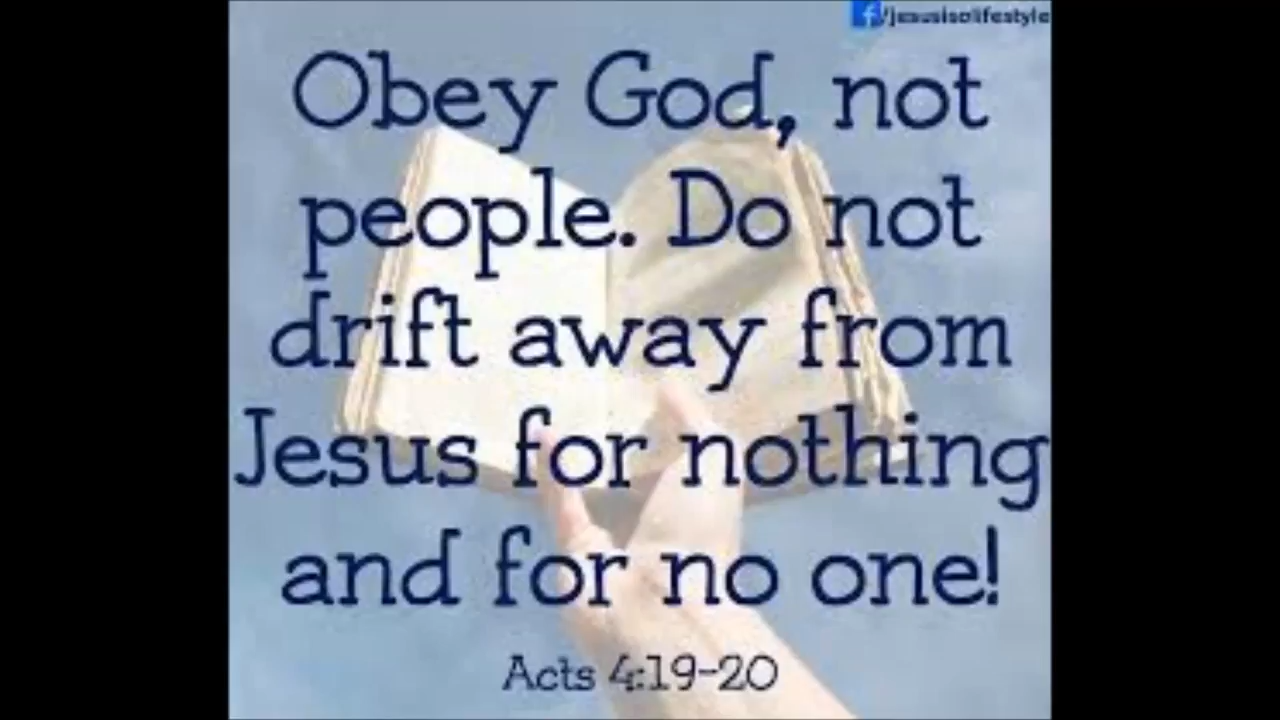 /jesusisalifestyle
Obey God, not
people. Do not
drift away from
Jesus for nothing
and for no one!
Acts 4:19-20